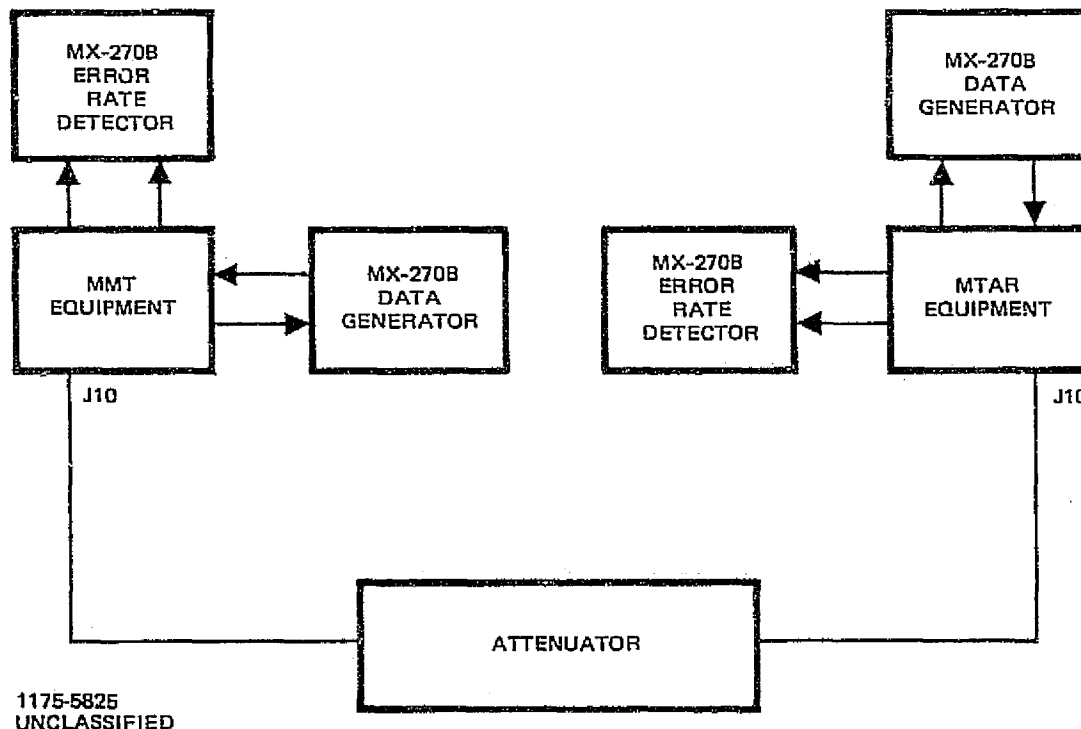 MX-270B
ERROR
RATE
DETECTOR
MX-270B
DATA
GENERATOR
MMT
EQUIPMENT
MX-270B
DATA
GENERATOR
MX-270B
ERROR
RATE
DETECTOR
MTAR
EQUIPMENT
J10
J10
ATTENUATOR
1175-5825
UNCLASSIFIED